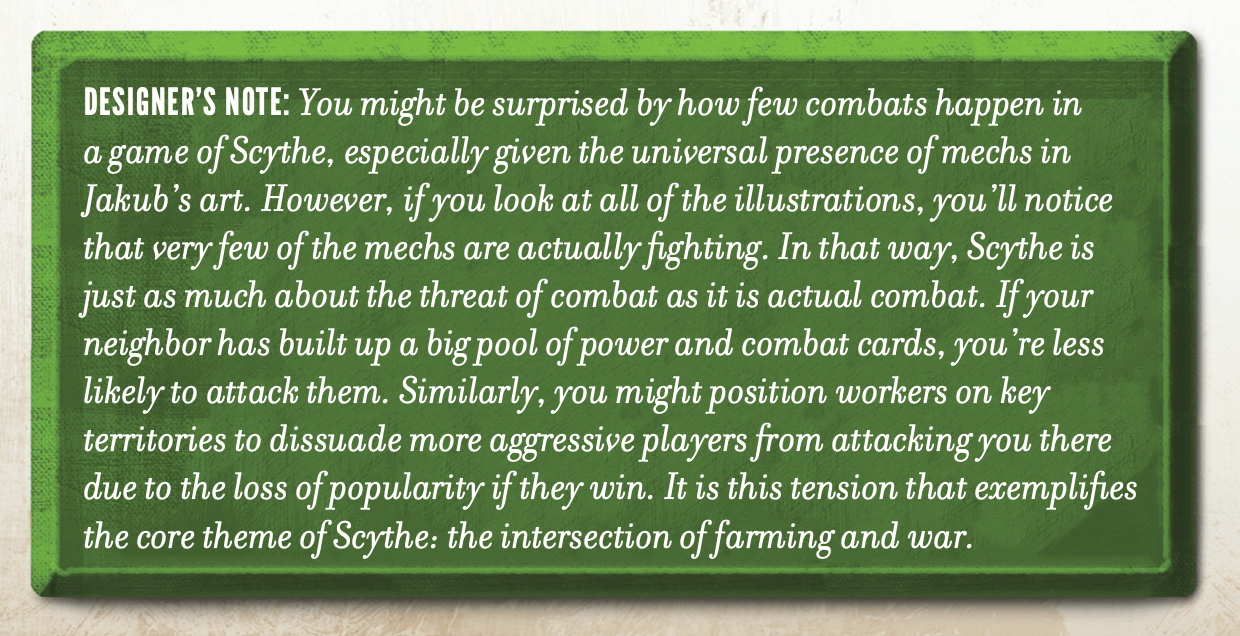 DESIGNER'S NOTE: You might be surprised by how few combats happen in
a game of Scythe, especially given the universal presence of mechs in
Jakub's art. However, if you look at all of the illustrations, you'll notice
that very few of the mechs are actually fighting. In that way, Scythe is
just as much about the threat of combat as it is actual combat. If your
neighbor has built up a big pool of power and combat cards, you're less
likely to attack them. Similarly, you might position workers on key
territories to dissuade more aggressive players from attacking you there
due to the loss of popularity if they win. It is this tension that exemplifies
the core theme of Scythe: the intersection of farming and war.